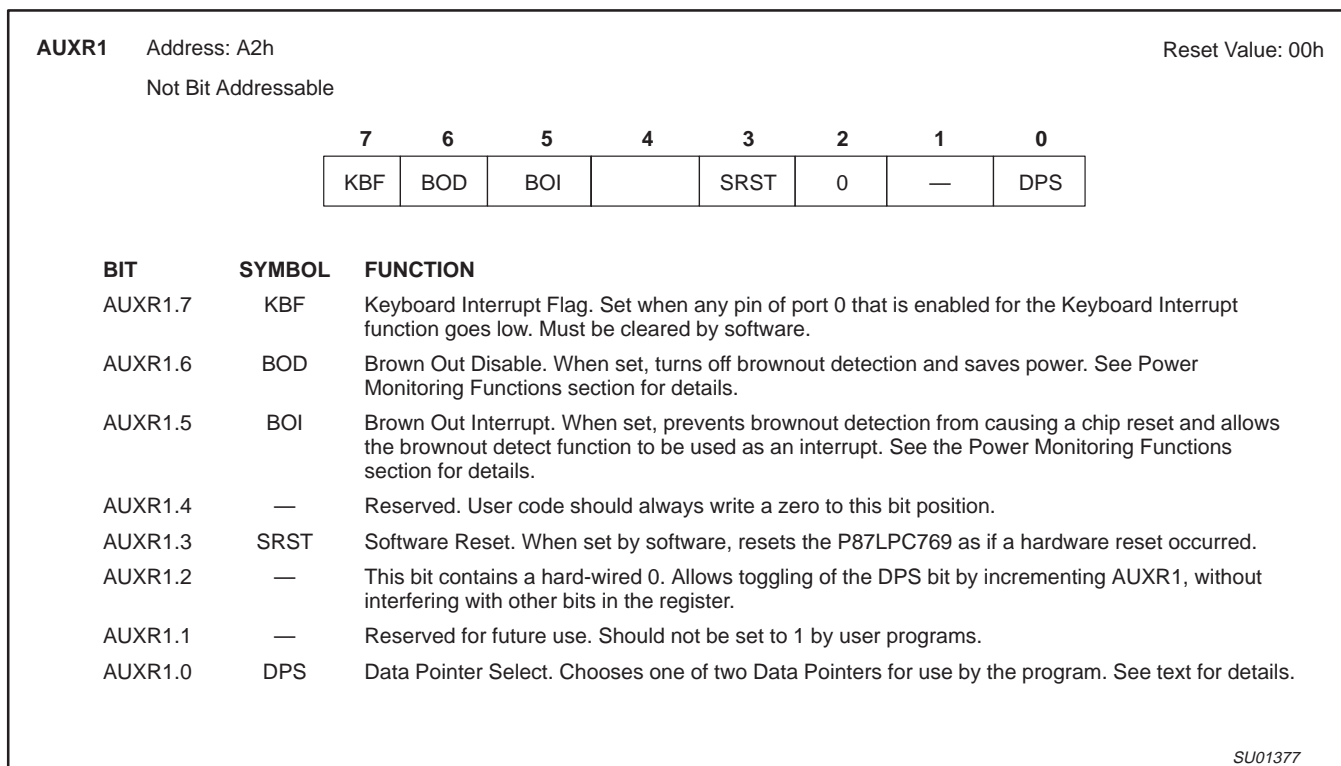 AUXR1 Address: A2h Reset Value: 00h
Not Bit Addressable
7 6 5 4 3 2 1 0
KBF BOD BOI SRST 0 — DPS
BIT SYMBOL FUNCTION
AUXR1.7 KBF Keyboard Interrupt Flag. Set when any pin of port 0 that is enabled for the Keyboard Interrupt
function goes low. Must be cleared by software.
AUXR1.6 BOD Brown Out Disable. When set, turns off brownout detection and saves power. See Power
Monitoring Functions section for details.
AUXR1.5 BOI Brown Out Interrupt. When set, prevents brownout detection from causing a chip reset and allows
the brownout detect function to be used as an interrupt. See the Power Monitoring Functions
section for details.
AUXR1.4 — Reserved. User code should always write a zero to this bit position.
AUXR1.3 SRST Software Reset. When set by software, resets the P87LPC769 as if a hardware reset occurred.
AUXR1.2 — This bit contains a hard-wired 0. Allows toggling of the DPS bit by incrementing AUXR1, without
interfering with other bits in the register.
AUXR1.1 — Reserved for future use. Should not be set to 1 by user programs.
AUXR1.0 DPS Data Pointer Select. Chooses one of two Data Pointers for use by the program. See text for details.
SU01377